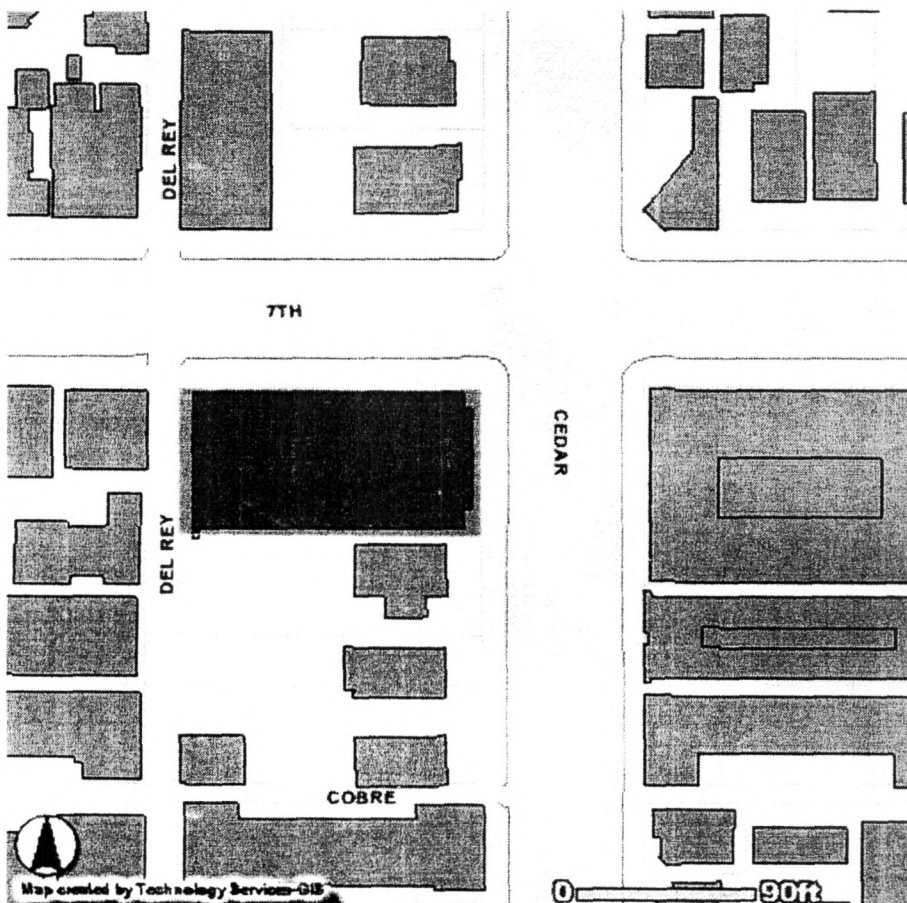 DEL REY
7TH
CEDAR
DEL REY
COBRE
Map created by Technology Services-GIS
0 90ft